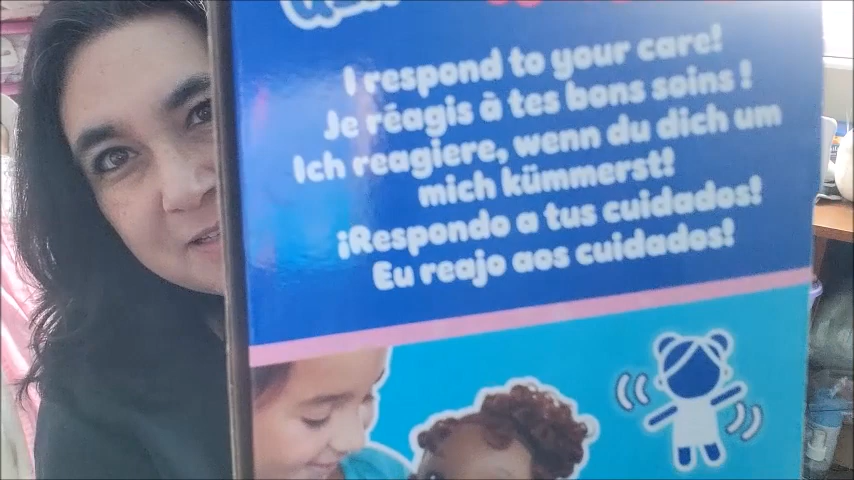 I respond to your care!
Je réagis à tes bons soins !
Ich reagiere, wenn du dich um
mich kümmerst!
¡Respondo a tus cuidados!
Eu reajo aos cuidados!